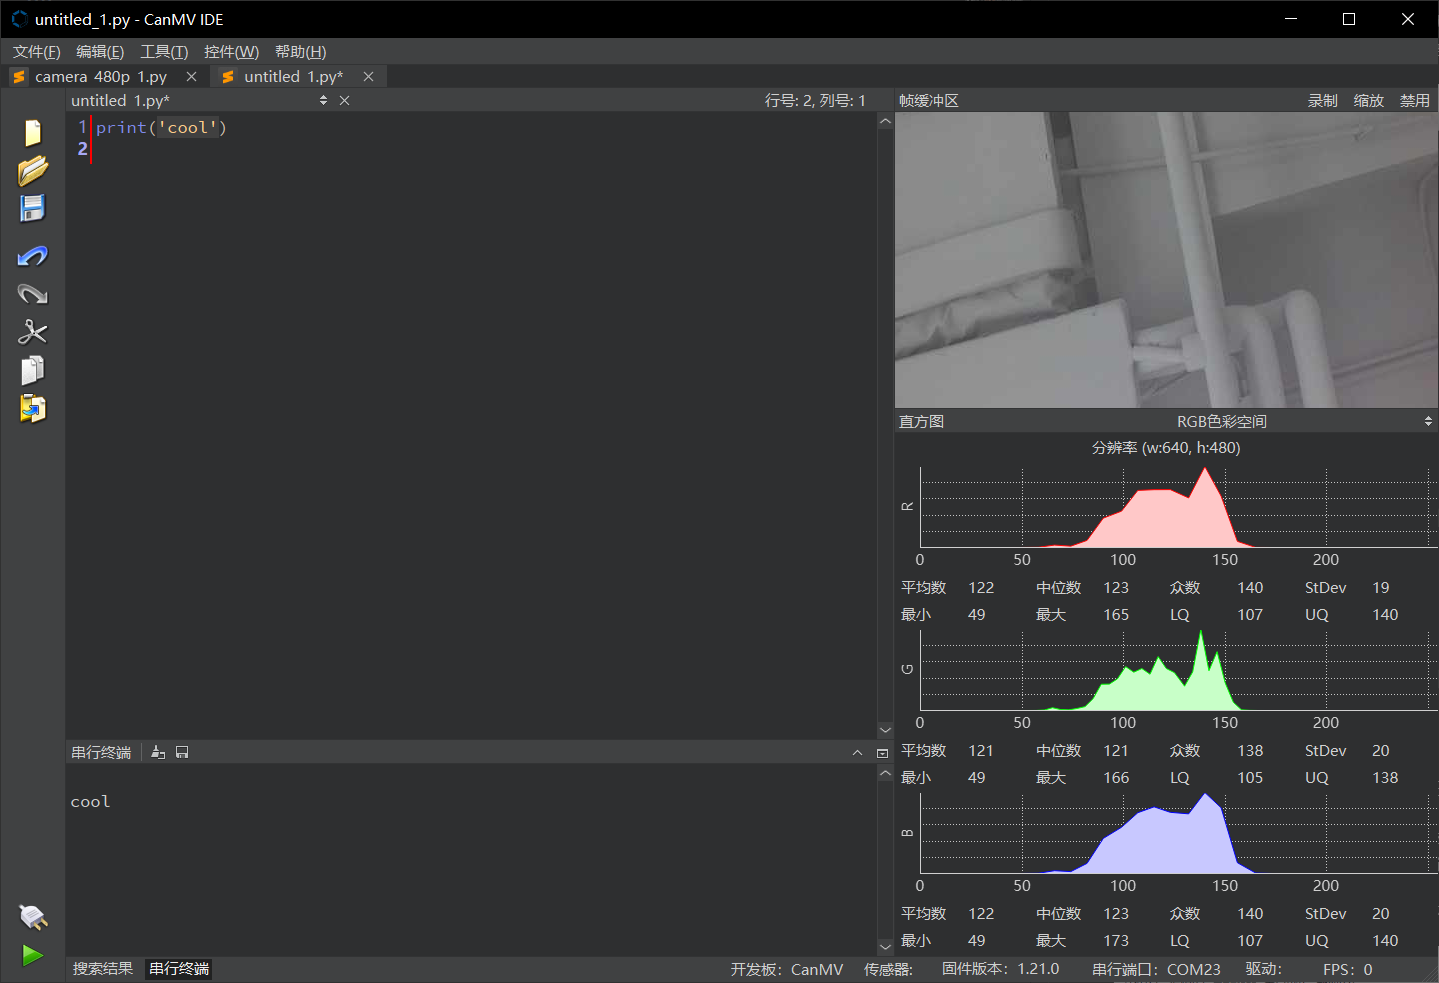 untitled_1.py - CanMV IDE
文件(F) 编辑(E) 工具(T) 控件(W) 帮助(H)
camera_480p_1.py untitled_1.py*
untitled_1.py* 行号: 2, 列号: 1
1 print('cool')
2
串行终端
cool
搜索结果 串行终端
帧缓冲区 录制 缩放 禁用
直方图 RGB色彩空间
分辨率 (w:640, h:480)
R
0 50 100 150 200
平均数 122 中位数 123 众数 140 StDev 19
最小 49 最大 165 LQ 107 UQ 140
G
0 50 100 150 200
平均数 121 中位数 121 众数 138 StDev 20
最小 49 最大 166 LQ 105 UQ 138
B
0 50 100 150 200
平均数 122 中位数 123 众数 140 StDev 20
最小 49 最大 173 LQ 107 UQ 140
开发板: CanMV 传感器: 固件版本: 1.21.0 串行端口: COM23 驱动: FPS: 0